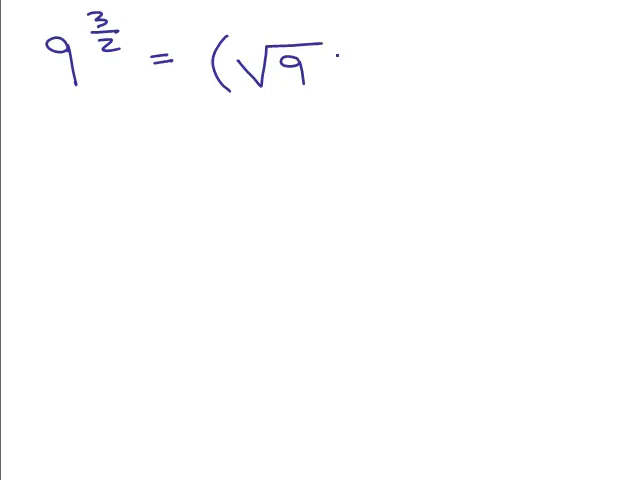 9^{3/2} = (√9